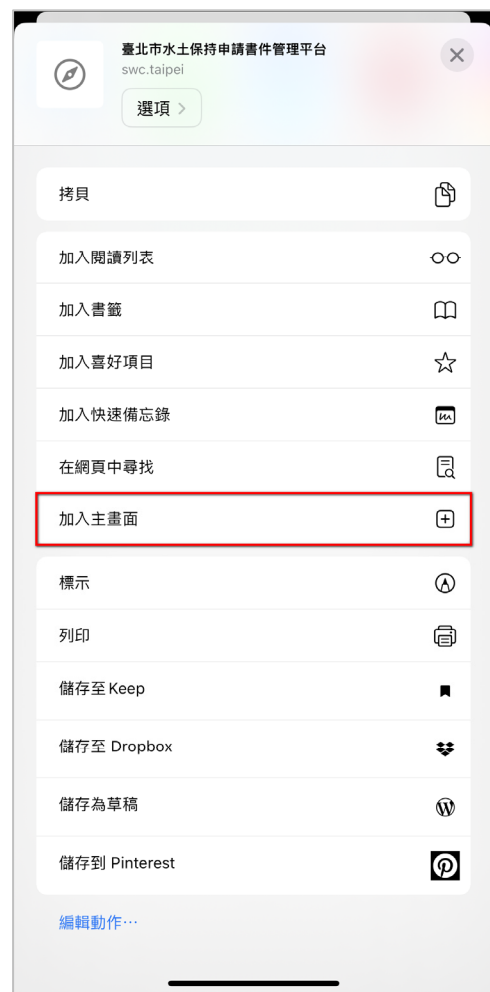 臺北市水土保持申請書件管理平台
swc.taipei
選項 >
拷貝
加入閱讀列表
加入書籤
加入喜好項目
加入快速備忘錄
在網頁中尋找
加入主畫面
標示
列印
儲存至 Keep
儲存至 Dropbox
儲存為草稿
儲存到 Pinterest
編輯動作⋯